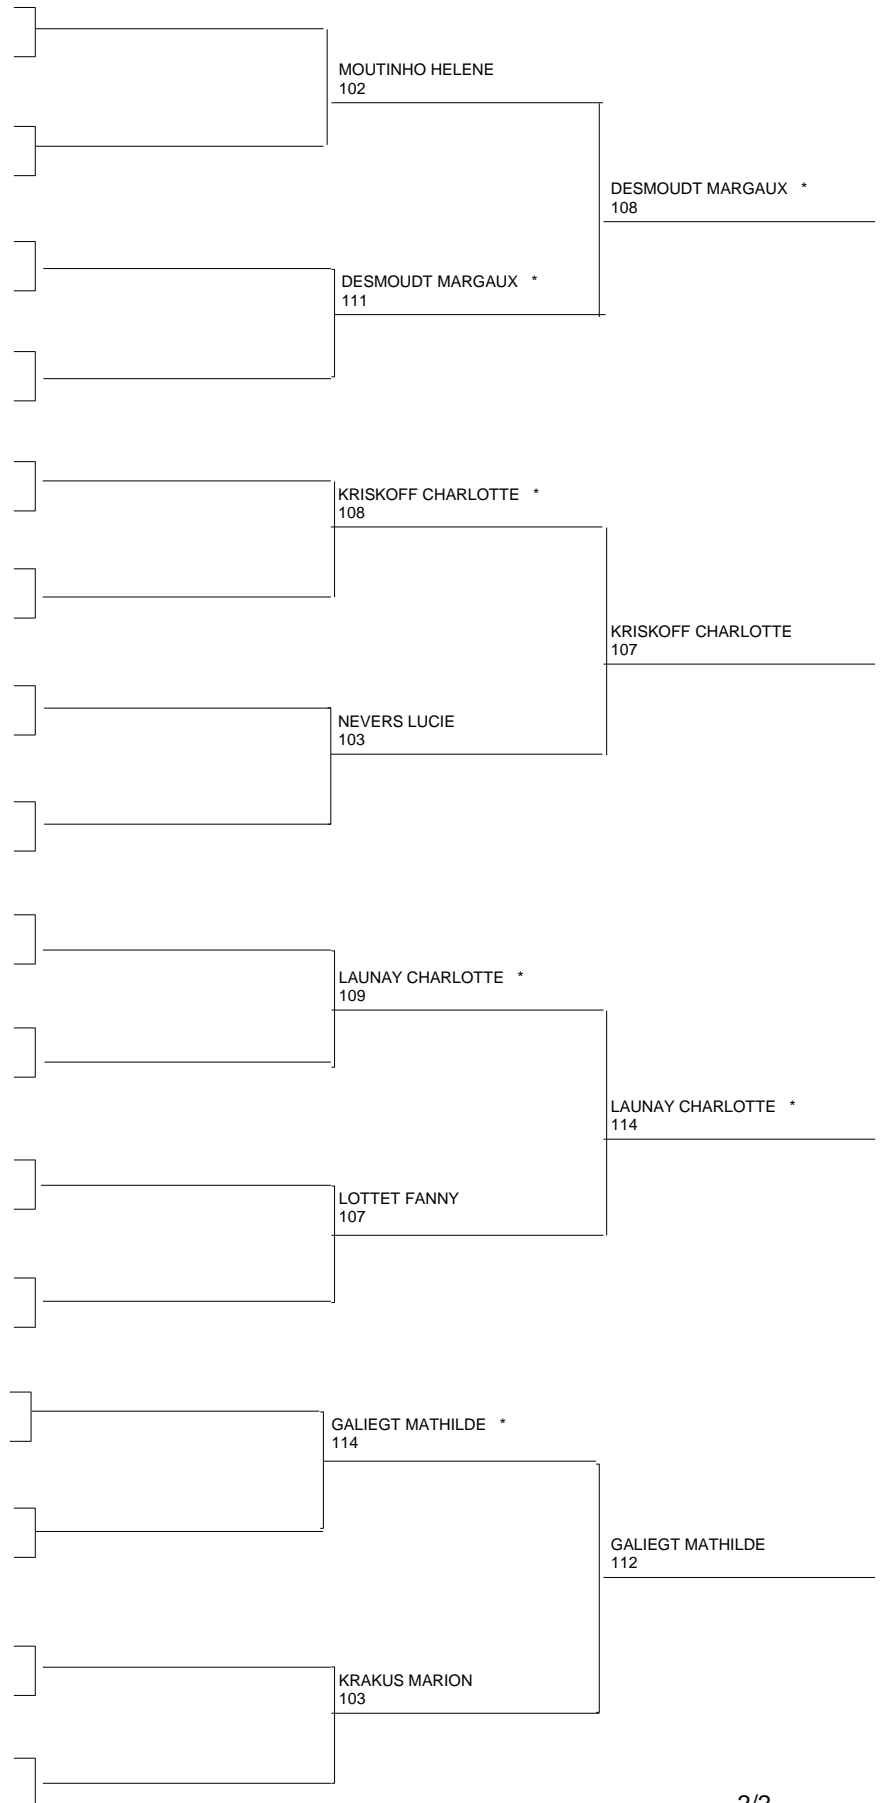 MOUTINHO HELENE
102
DESMOUDT MARGAUX *
108
DESMOUDT MARGAUX *
111
KRISKOFF CHARLOTTE *
108
KRISKOFF CHARLOTTE
107
NEVERS LUCIE
103
LAUNAY CHARLOTTE *
109
LAUNAY CHARLOTTE *
114
LOTTET FANNY
107
GALIEGT MATHILDE *
114
GALIEGT MATHILDE
112
KRAKUS MARION
103